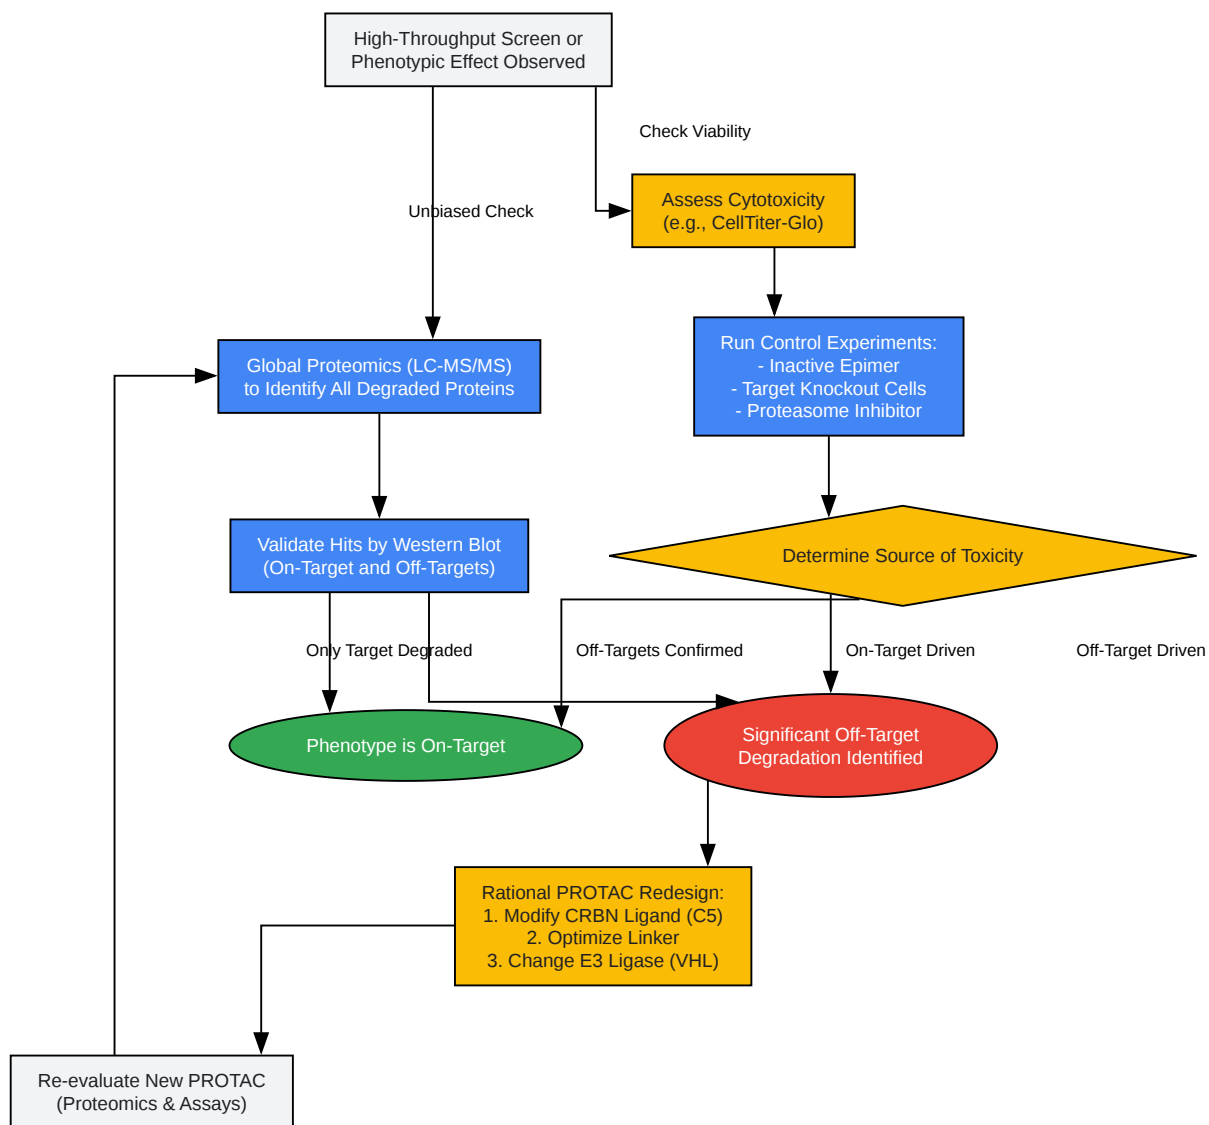 High-Throughput Screen or
Phenotypic Effect Observed
Check Viability
Assess Cytotoxicity
(e.g., CellTiter-Glo)
Unbiased Check
Run Control Experiments:
- Inactive Epimer
- Target Knockout Cells
- Proteasome Inhibitor
Global Proteomics (LC-MS/MS)
to Identify All Degraded Proteins
Validate Hits by Western Blot
(On-Target and Off-Targets)
Determine Source of Toxicity
Only Target Degraded
Off-Targets Confirmed
On-Target Driven
Off-Target Driven
Phenotype is On-Target
Significant Off-Target
Degradation Identified
Rational PROTAC Redesign:
1. Modify CRBN Ligand (C5)
2. Optimize Linker
3. Change E3 Ligase (VHL)
Re-evaluate New PROTAC
(Proteomics & Assays)